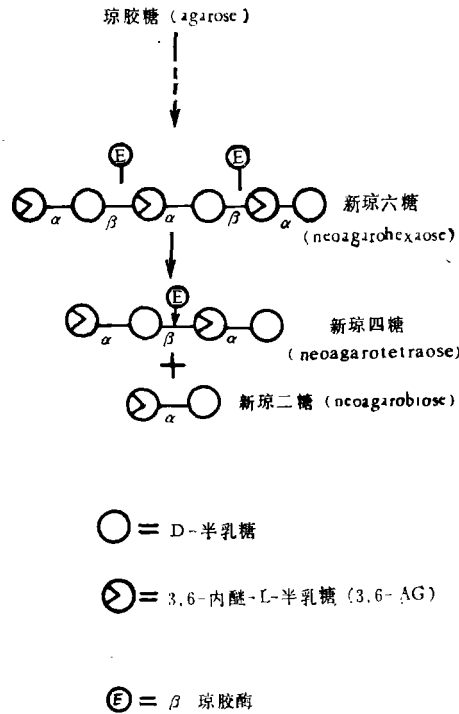 琼胶糖 (agarose)
E E
α β α β α
新琼六糖
(neoagarohexaose)
E
α β α
新琼四糖
(neoagarotetraose)
+
α
新琼二糖 (neoagarobiose)
= D-半乳糖
= 3,6-内醚-L-半乳糖 (3,6-AG)
E = β 琼胶酶